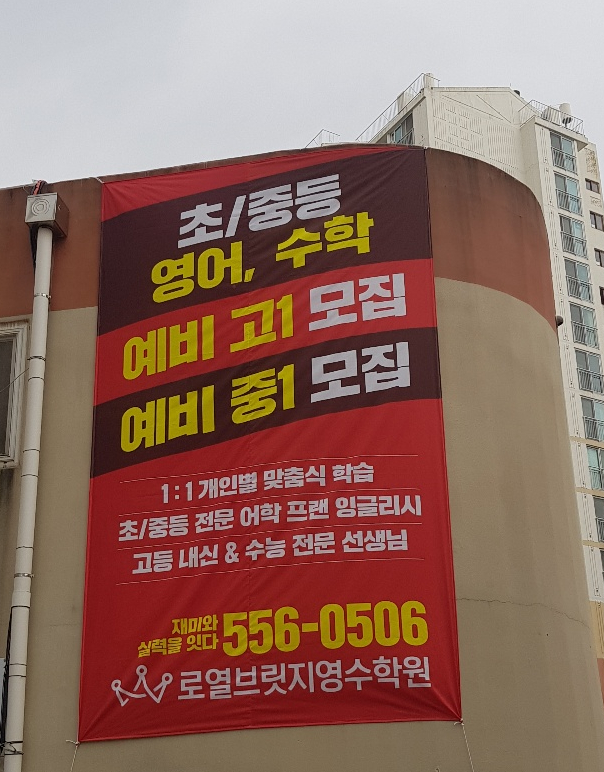 초/중등
영어, 수학
예비 고1 모집
예비 중1 모집
1:1 개인별 맞춤식 학습
초/중등 전문 어학 프랜 잉글리시
고등 내신 & 수능 전문 선생님
재미와
실력을 잇다 556-0506
로열브릿지영수학원